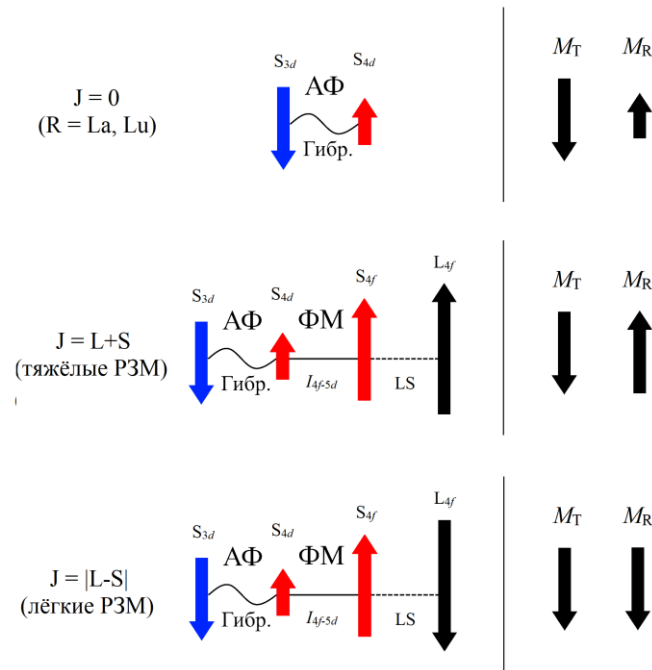 S3d АФ S4d
MT MR
J = 0
(R = La, Lu)
Гибр.
S3d S4d S4f L4f
MT MR
АФ ФМ
J = L+S
(тяжёлые РЗМ)
Гибр. I4f-5d LS
(
S3d S4d S4f L4f
MT MR
АФ ФМ
J = |L-S|
(лёгкие РЗМ)
Гибр. I4f-5d LS